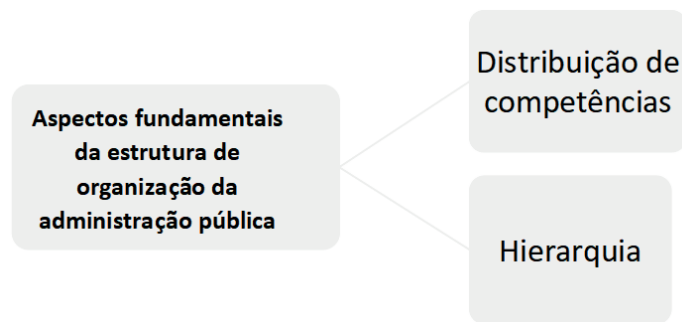 Aspectos fundamentais
da estrutura de
organização da
administração pública
Distribuição de
competências
Hierarquia